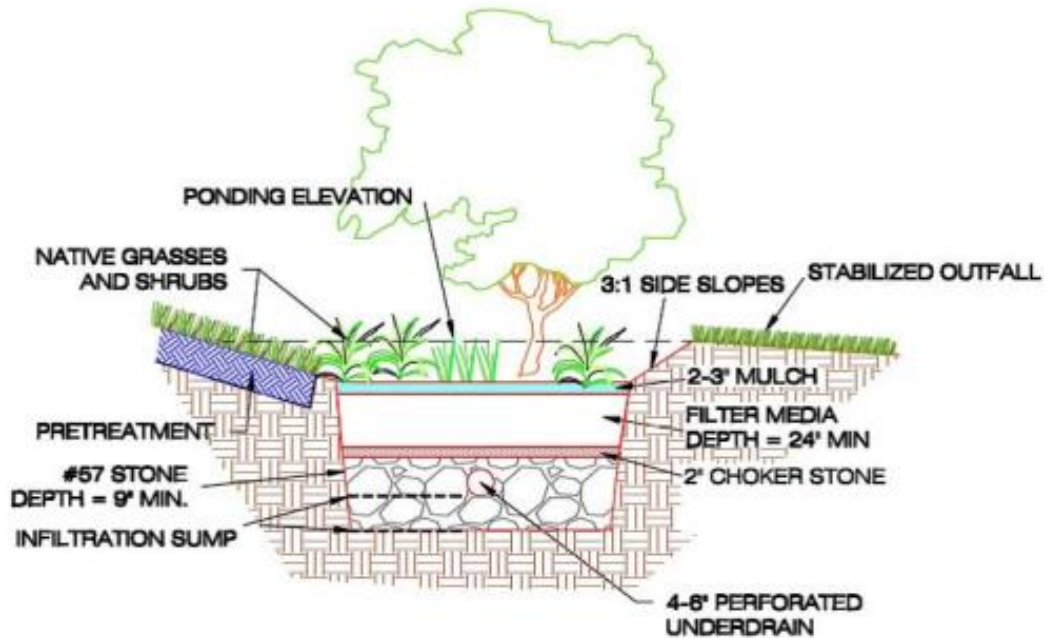 PONDING ELEVATION
NATIVE GRASSES
AND SHRUBS
3:1 SIDE SLOPES
STABILIZED OUTFALL
2-3" MULCH
PRETREATMENT
FILTER MEDIA
DEPTH = 24" MIN
#57 STONE
DEPTH = 9" MIN.
2" CHOKER STONE
INFILTRATION SUMP
4-6" PERFORATED
UNDERDRAIN